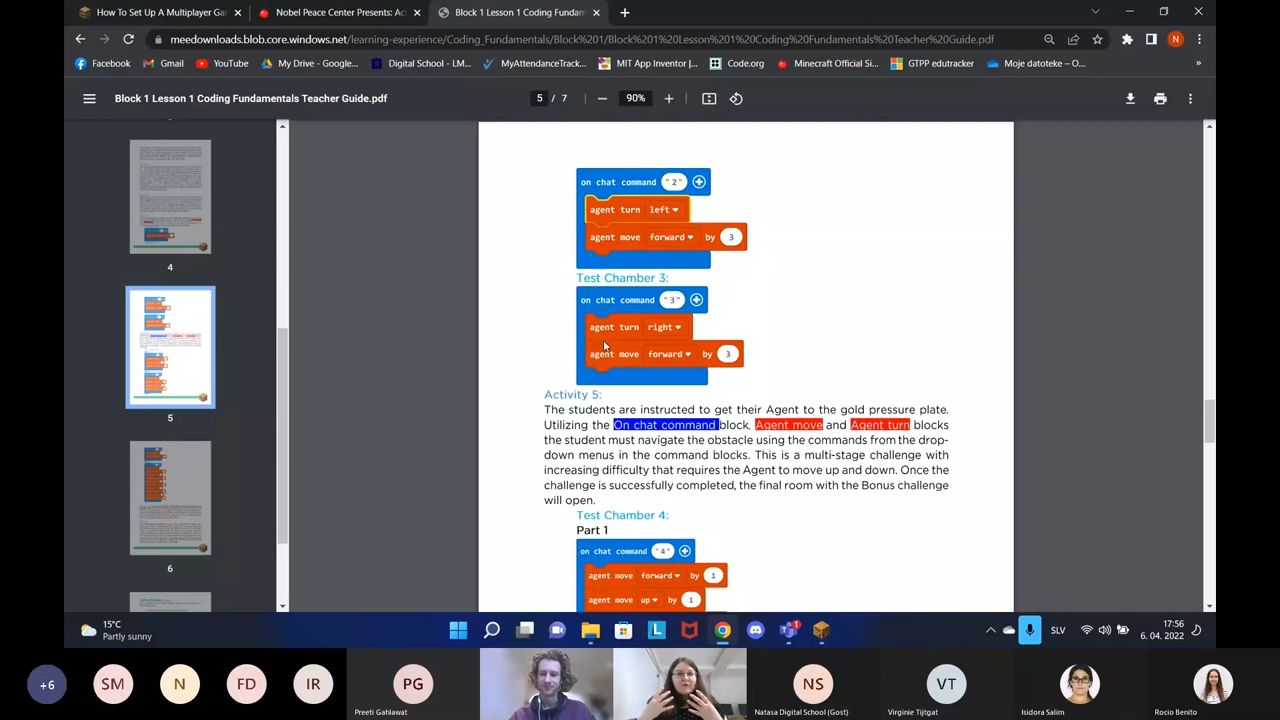 How To Set Up A Multiplayer Ga
Nobel Peace Center Presents: Ac
Block 1 Lesson 1 Coding Fundam
meedownloads.blob.core.windows.net/learning-experience/Coding_Fundamentals/Block%201/Block%201%20Lesson%201%20Coding%20Fundamentals%20Teacher%20Guide.pdf
N
Facebook
Gmail
YouTube
My Drive - Google...
Digital School - LM...
MyAttendanceTrack...
MIT App Inventor |...
Code.org
Minecraft Official Si...
GTPP edutracker
Moje datoteke – O...
»
Block 1 Lesson 1 Coding Fundamentals Teacher Guide.pdf
5 / 7
90%
4
5
6
on chat command "2"
agent turn left
agent move forward by 3
Test Chamber 3:
on chat command "3"
agent turn right
agent move forward by 3
Activity 5:
The students are instructed to get their Agent to the gold pressure plate.
Utilizing the On chat command block, Agent move and Agent turn blocks
the student must navigate the obstacle using the commands from the drop-
down menus in the command blocks. This is a multi-stage challenge with
increasing difficulty that requires the Agent to move up and down. Once the
challenge is successfully completed, the final room with the Bonus challenge
will open.
Test Chamber 4:
Part 1
on chat command "4"
agent move forward by 1
agent move up by 1
15°C
Partly sunny
L
1
SLV
17:56
6. 04. 2022
+6
SM
N
FD
IR
PG
Preeti Gahlawat
NS
Natasa Digital School (Gost)
VT
Virginie Tijtgat
Isidora Salim
Rocio Benito